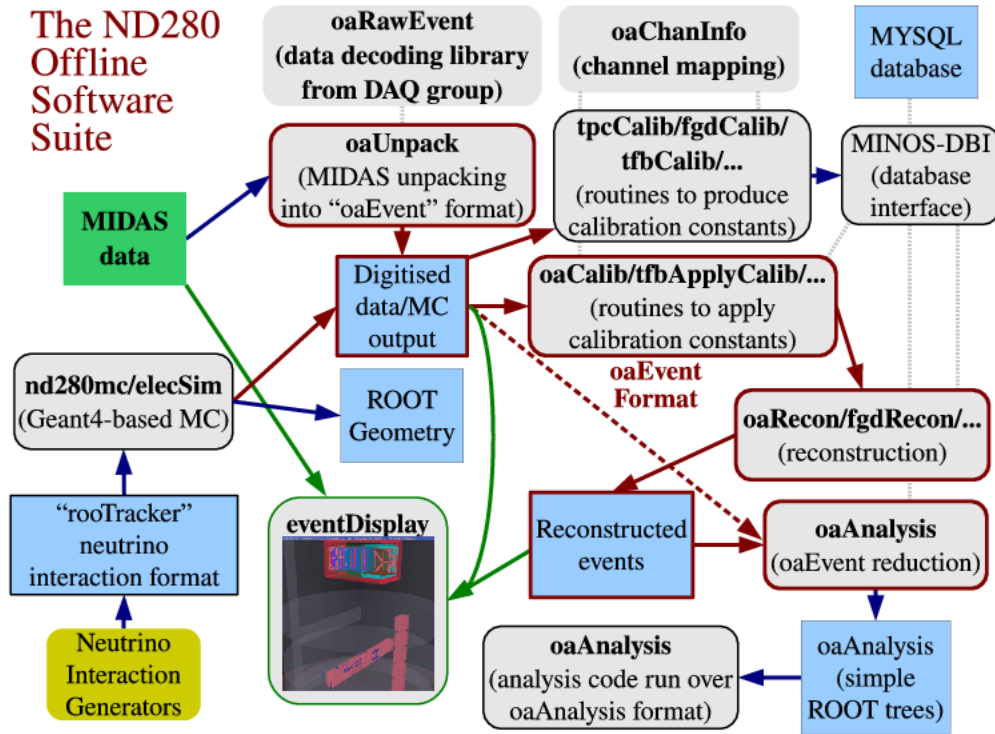 The ND280
Offline
Software
Suite
oaRawEvent
(data decoding library
from DAQ group)
oaChanInfo
(channel mapping)
MYSQL
database
oaUnpack
(MIDAS unpacking
into “oaEvent” format)
tpcCalib/fgdCalib/
tfbCalib/...
(routines to produce
calibration constants)
MINOS-DBI
(database
interface)
MIDAS
data
Digitised
data/MC
output
oaCalib/tfbApplyCalib/...
(routines to apply
calibration constants)
oaEvent
Format
nd280mc/elecSim
(Geant4-based MC)
ROOT
Geometry
oaRecon/fgdRecon/...
(reconstruction)
“rooTracker”
neutrino
interaction format
eventDisplay
Reconstructed
events
oaAnalysis
(oaEvent reduction)
Neutrino
Interaction
Generators
oaAnalysis
(analysis code run over
oaAnalysis format)
oaAnalysis
(simple
ROOT trees)